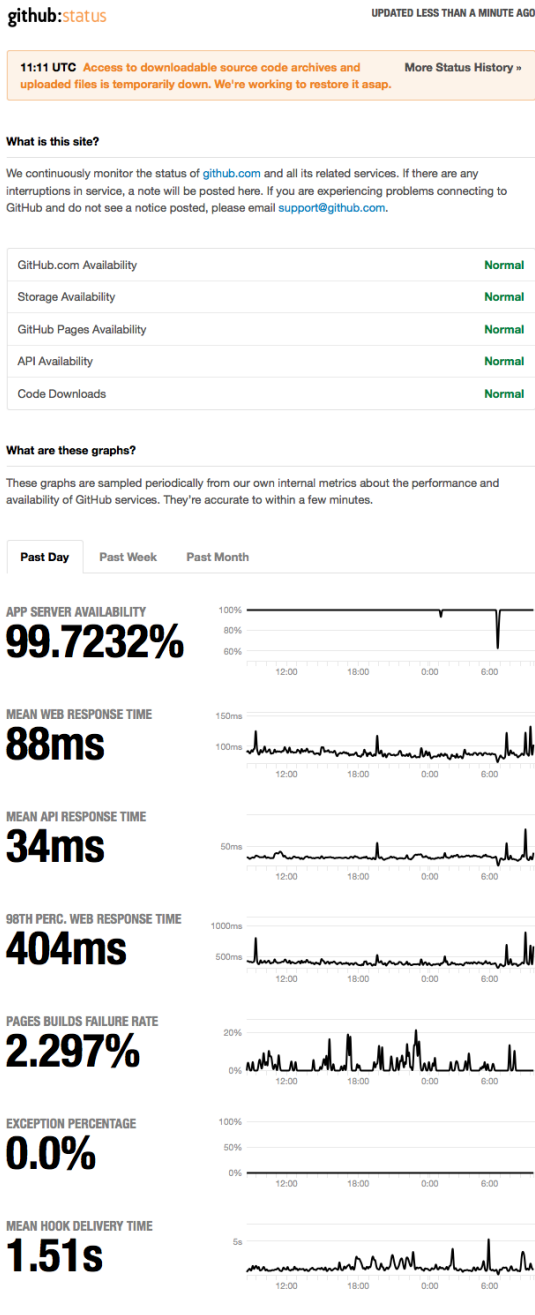 github:status
UPDATED LESS THAN A MINUTE AGO
11:11 UTC Access to downloadable source code archives and
uploaded files is temporarily down. We're working to restore it asap.
More Status History »
What is this site?
We continuously monitor the status of github.com and all its related services. If there are any
interruptions in service, a note will be posted here. If you are experiencing problems connecting to
GitHub and do not see a notice posted, please email support@github.com.
GitHub.com Availability Normal
Storage Availability Normal
GitHub Pages Availability Normal
API Availability Normal
Code Downloads Normal
What are these graphs?
These graphs are sampled periodically from our own internal metrics about the performance and
availability of GitHub services. They're accurate to within a few minutes.
Past Day Past Week Past Month
APP SERVER AVAILABILITY
99.7232%
100%
80%
60%
12:00 18:00 0:00 6:00
MEAN WEB RESPONSE TIME
88ms
150ms
100ms
12:00 18:00 0:00 6:00
MEAN API RESPONSE TIME
34ms
50ms
12:00 18:00 0:00 6:00
98TH PERC. WEB RESPONSE TIME
404ms
1000ms
500ms
12:00 18:00 0:00 6:00
PAGES BUILDS FAILURE RATE
2.297%
20%
0%
12:00 18:00 0:00 6:00
EXCEPTION PERCENTAGE
0.0%
100%
50%
0%
12:00 18:00 0:00 6:00
MEAN HOOK DELIVERY TIME
1.51s
5s
12:00 18:00 0:00 6:00